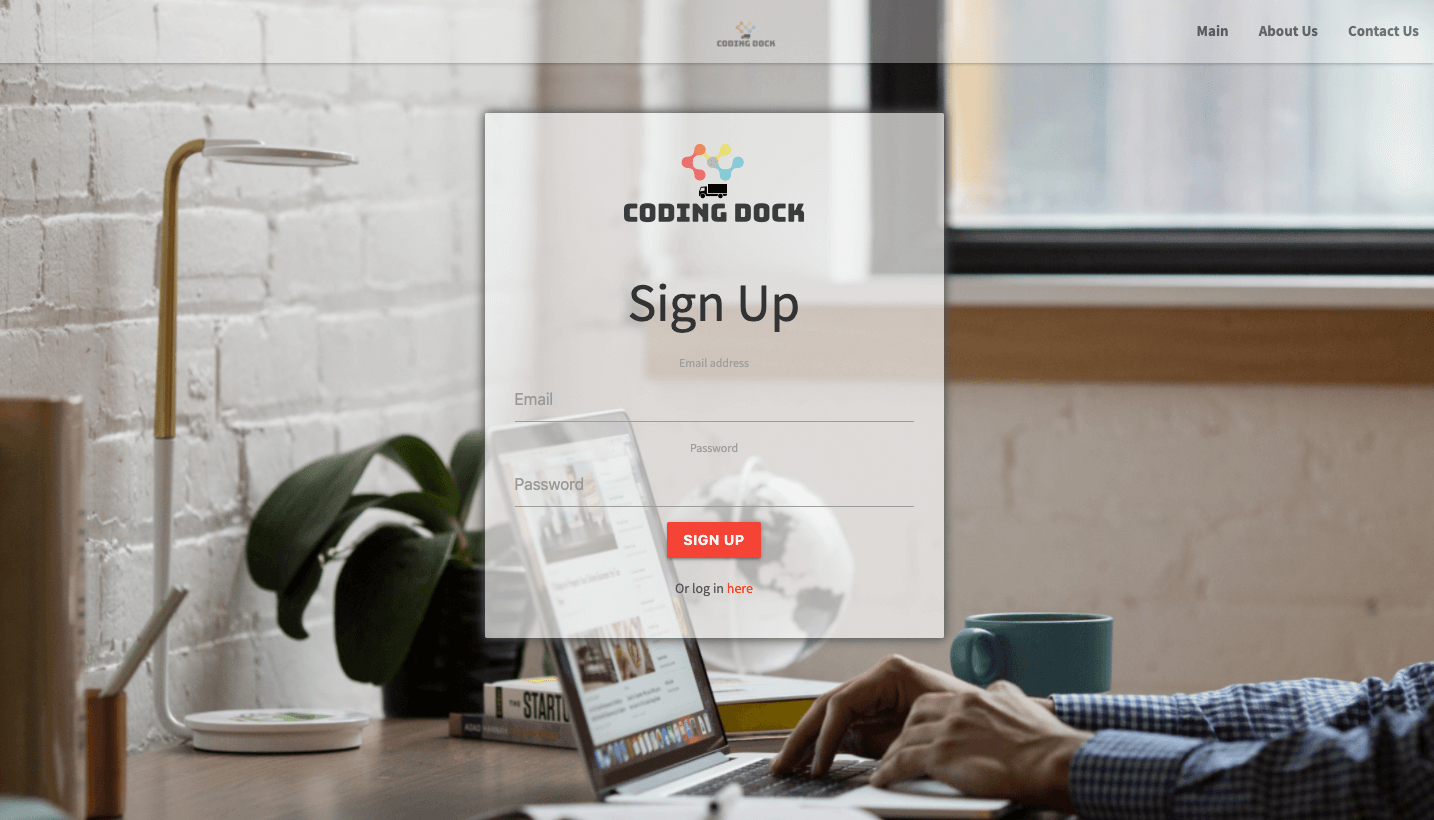 CODING DOCK
Main
About Us
Contact Us
CODING DOCK
Sign Up
Email address
Email
Password
Password
SIGN UP
Or log in here
THE